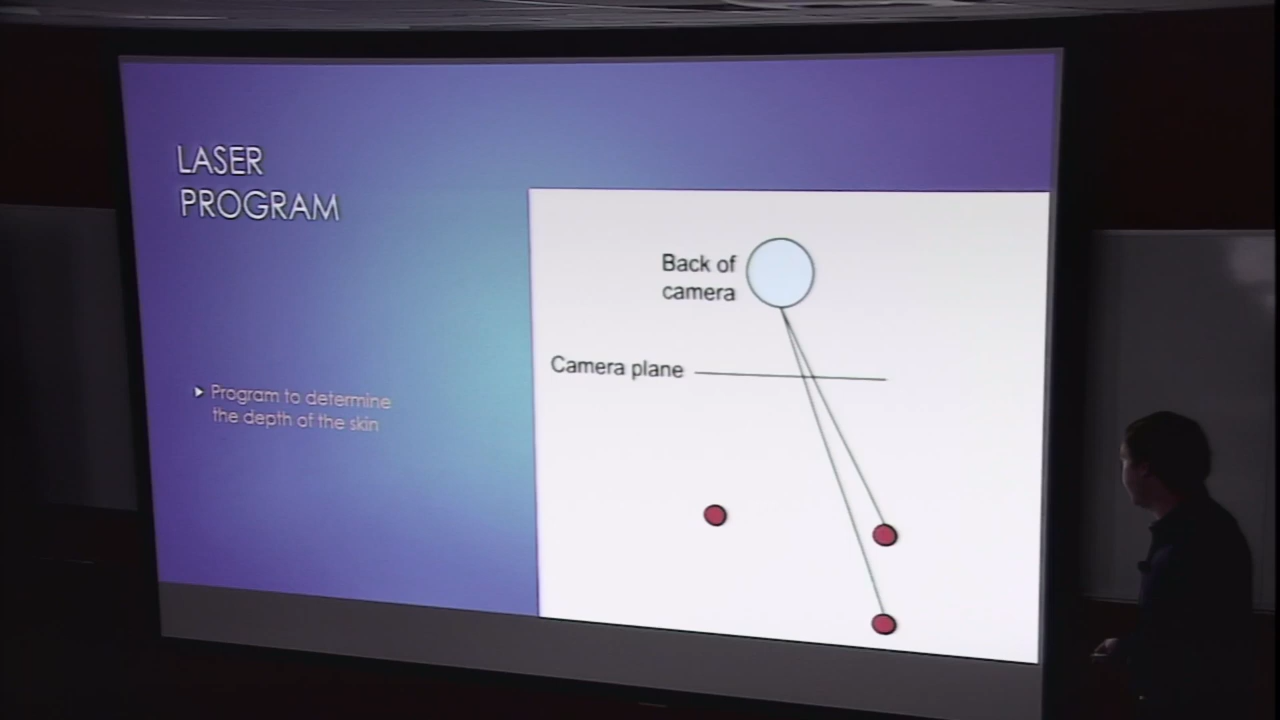 LASER
PROGRAM
Program to determine
the depth of the skin
Back of
camera
Camera plane